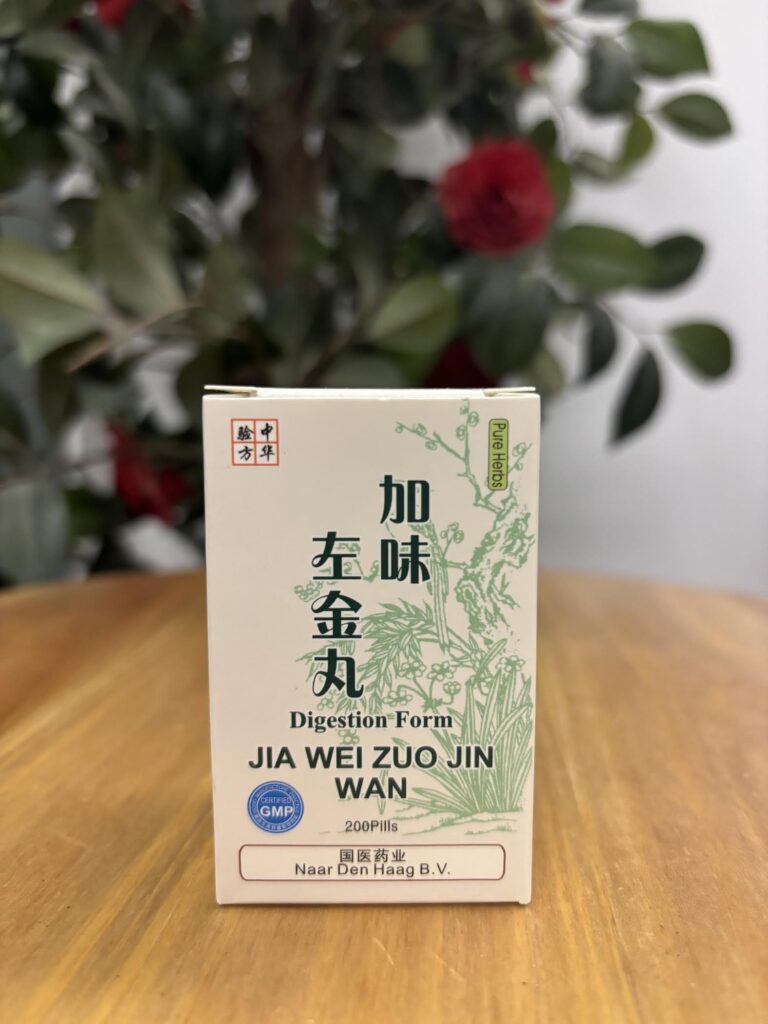 中华
验方
Pure Herbs
加味
左金丸
Digestion Form
JIA WEI ZUO JIN
WAN
CERTIFIED
GMP
200Pills
国医药业
Naar Den Haag B.V.